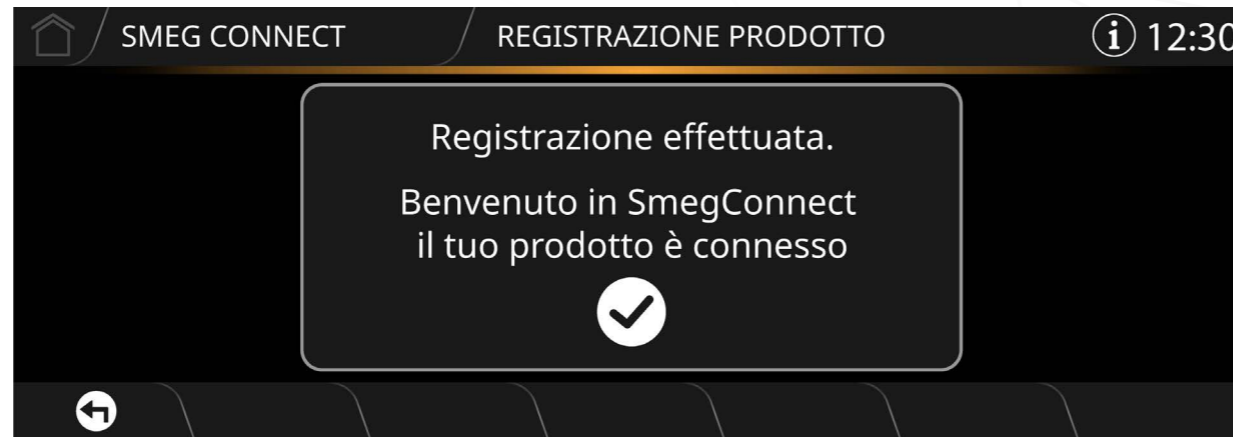 SMEG CONNECT
REGISTRAZIONE PRODOTTO
i 12:30
Registrazione effettuata.
Benvenuto in SmegConnect
il tuo prodotto è connesso